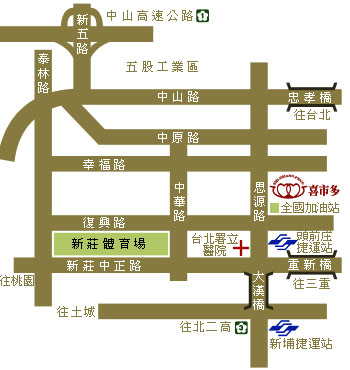 中山高速公路 1
新五路
泰林路
五股工業區
中山路
忠孝橋
往台北
中原路
幸福路
中華路
思源路
喜市多
全國加油站
復興路
新莊體育場
台北署立
醫院
頭前庄
捷運站
新莊中正路
重新橋
往桃園
大漢橋
往三重
往土城
往北二高 3
新埔捷運站